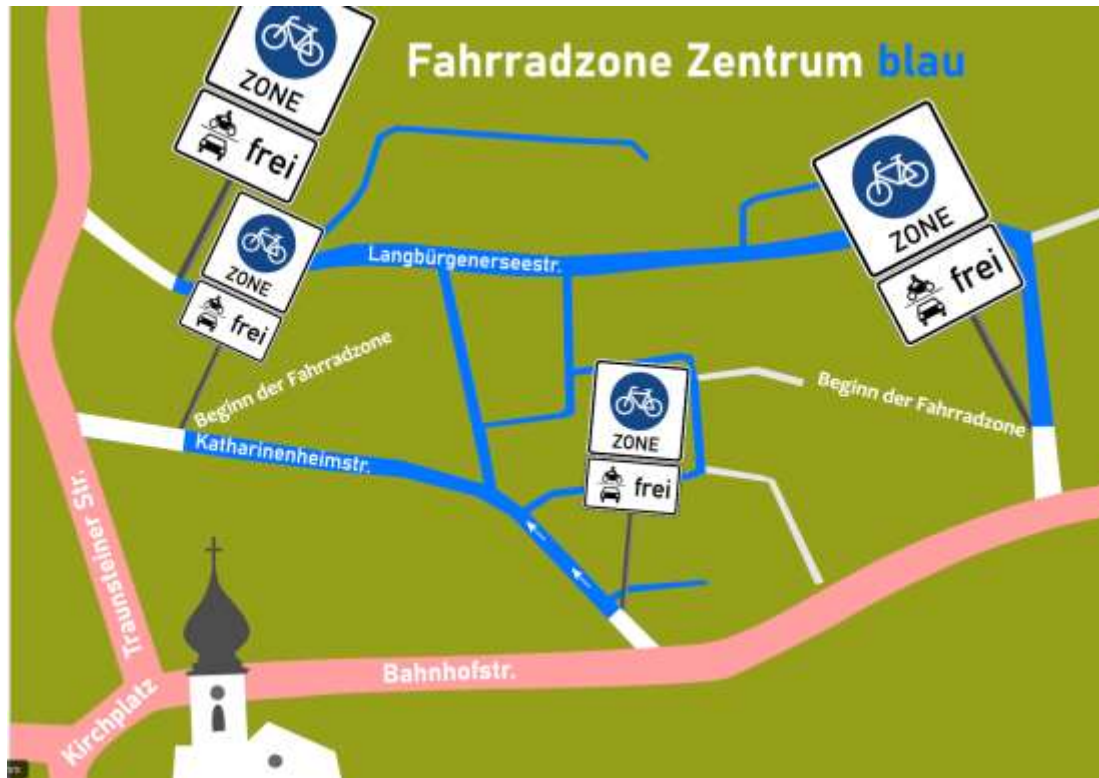 Fahrradzone Zentrum blau
ZONE
frei
ZONE
frei
ZONE
frei
Langbürgenerseestr.
Beginn der Fahrradzone
Katharinenheimstr.
ZONE
frei
Beginn der Fahrradzone
Traunsteiner Str.
Bahnhofstr.
Kirchplatz